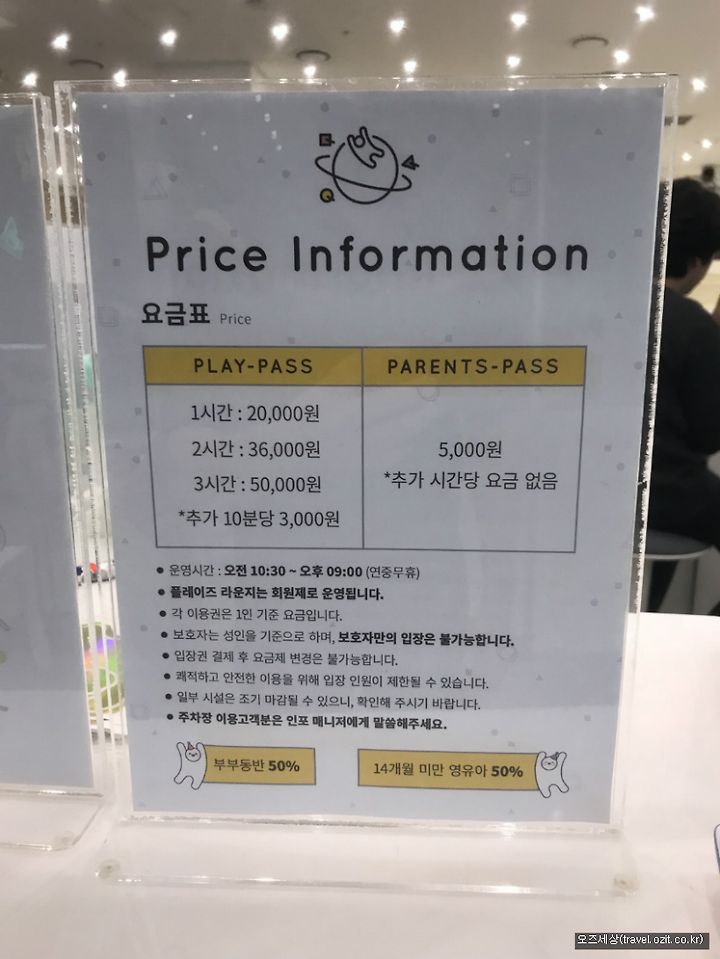 Price Information
요금표 Price
PLAY-PASS
PARENTS-PASS
1시간 : 20,000원
2시간 : 36,000원
3시간 : 50,000원
*추가 10분당 3,000원
5,000원
*추가 시간당 요금 없음
• 운영시간 : 오전 10:30 ~ 오후 09:00 (연중무휴)
• 플레이즈 라운지는 회원제로 운영됩니다.
• 각 이용권은 1인 기준 요금입니다.
• 보호자는 성인을 기준으로 하며, 보호자만의 입장은 불가능합니다.
• 입장권 결제 후 요금제 변경은 불가능합니다.
• 쾌적하고 안전한 이용을 위해 입장 인원이 제한될 수 있습니다.
• 일부 시설은 조기 마감될 수 있으니, 확인해 주시기 바랍니다.
• 주차장 이용고객분은 인포 매니저에게 말씀해주세요.
부부동반 50%
14개월 미만 영유아 50%
오즈세상(travel.ozit.co.kr)